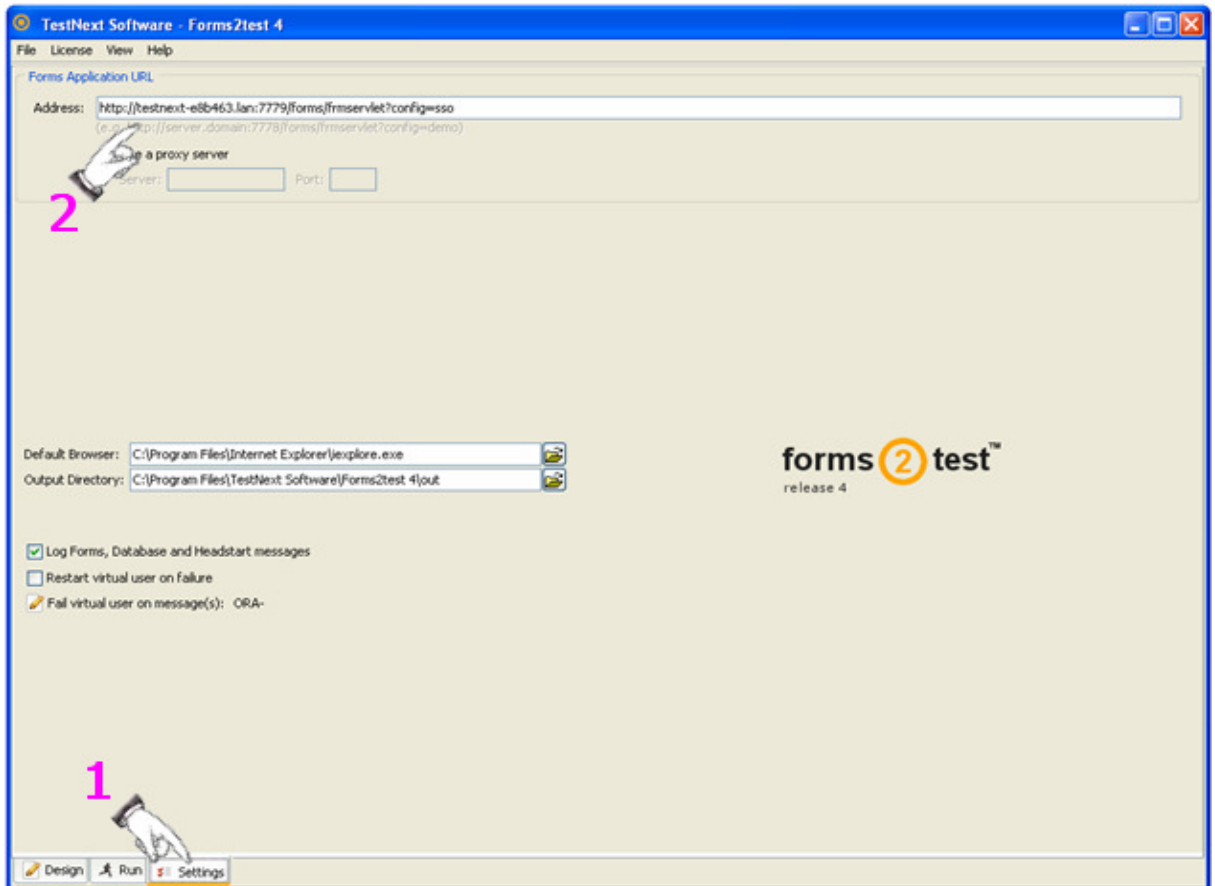 TestNext Software - Forms2test 4
File License View Help
Forms Application URL
Address: http://testnext-e8b463.lan:7779/forms/frmservlet?config=sso
(e.g. http://server.domain:7778/forms/frmservlet?config=demo)
a proxy server
Server: Port:
2
Default Browser: C:\Program Files\Internet Explorer\iexplore.exe
forms 2 test™
Output Directory: C:\Program Files\TestNext Software\Forms2test 4\out
release 4
Log Forms, Database and Headstart messages
Restart virtual user on failure
Fail virtual user on message(s): ORA-
1
Design Run Settings